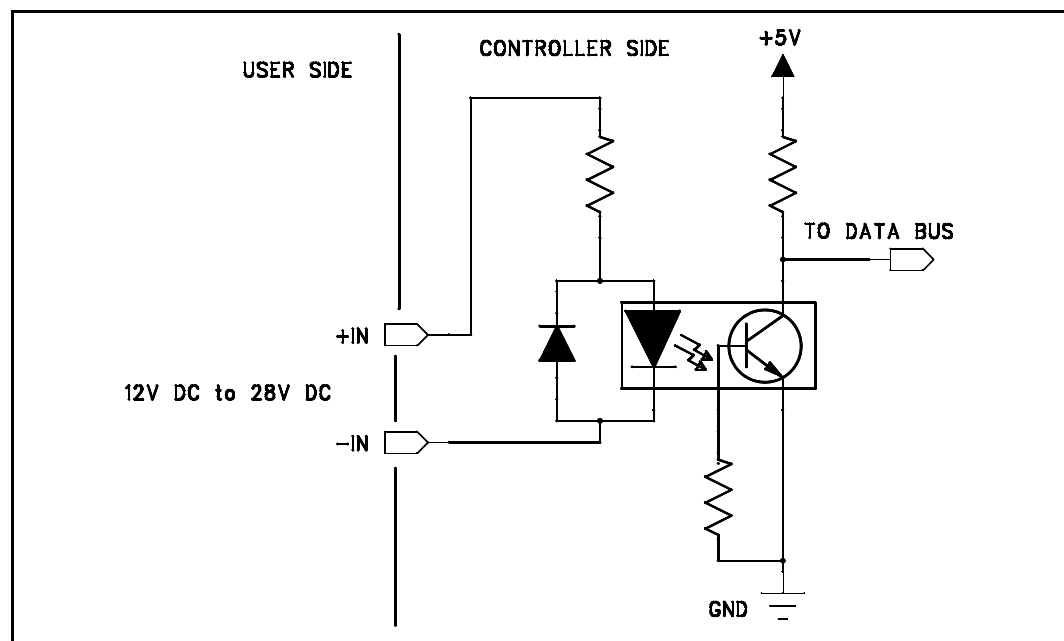 USER SIDE
CONTROLLER SIDE
+5V
TO DATA BUS
+IN
12V DC to 28V DC
-IN
GND